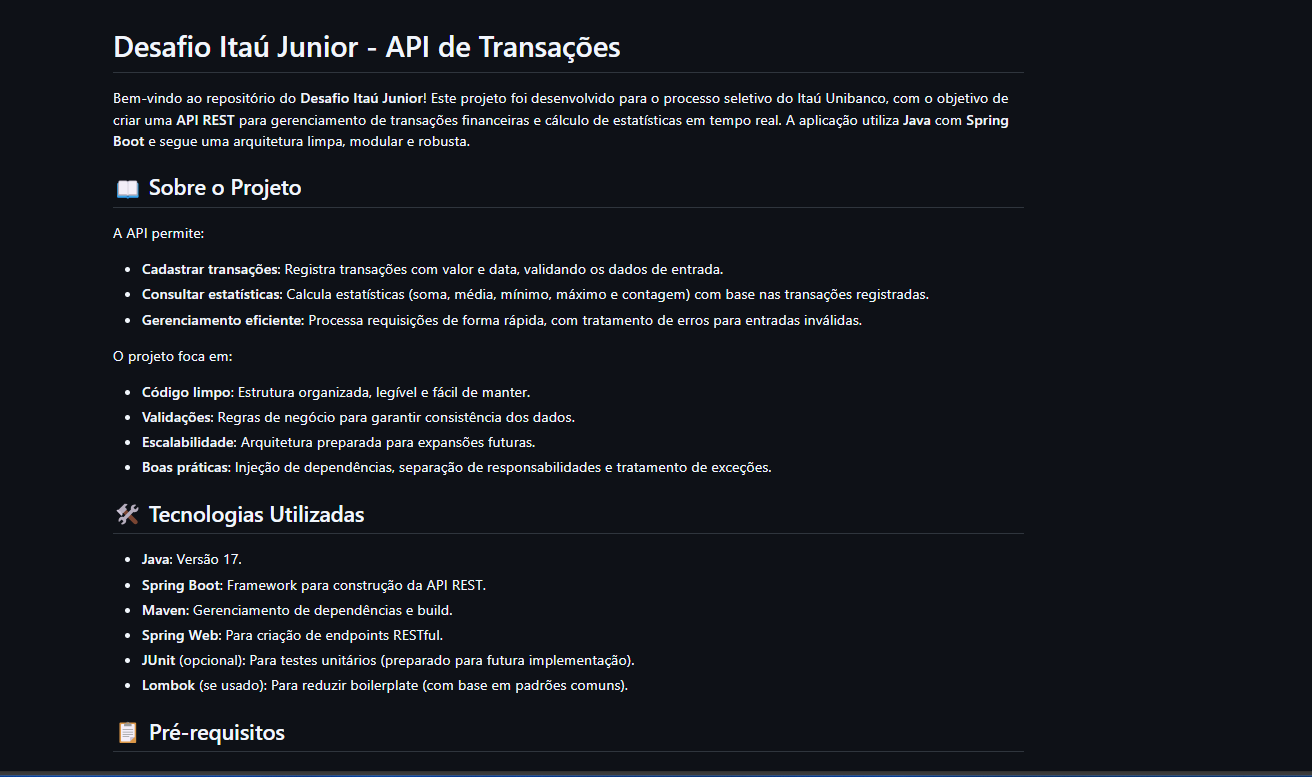 Desafio Itaú Junior - API de Transações
Bem-vindo ao repositório do Desafio Itaú Junior! Este projeto foi desenvolvido para o processo seletivo do Itaú Unibanco, com o objetivo de
criar uma API REST para gerenciamento de transações financeiras e cálculo de estatísticas em tempo real. A aplicação utiliza Java com Spring
Boot e segue uma arquitetura limpa, modular e robusta.
📖 Sobre o Projeto
A API permite:
• Cadastrar transações: Registra transações com valor e data, validando os dados de entrada.
• Consultar estatísticas: Calcula estatísticas (soma, média, mínimo, máximo e contagem) com base nas transações registradas.
• Gerenciamento eficiente: Processa requisições de forma rápida, com tratamento de erros para entradas inválidas.
O projeto foca em:
• Código limpo: Estrutura organizada, legível e fácil de manter.
• Validações: Regras de negócio para garantir consistência dos dados.
• Escalabilidade: Arquitetura preparada para expansões futuras.
• Boas práticas: Injeção de dependências, separação de responsabilidades e tratamento de exceções.
🛠 Tecnologias Utilizadas
• Java: Versão 17.
• Spring Boot: Framework para construção da API REST.
• Maven: Gerenciamento de dependências e build.
• Spring Web: Para criação de endpoints RESTful.
• JUnit (opcional): Para testes unitários (preparado para futura implementação).
• Lombok (se usado): Para reduzir boilerplate (com base em padrões comuns).
📋 Pré-requisitos